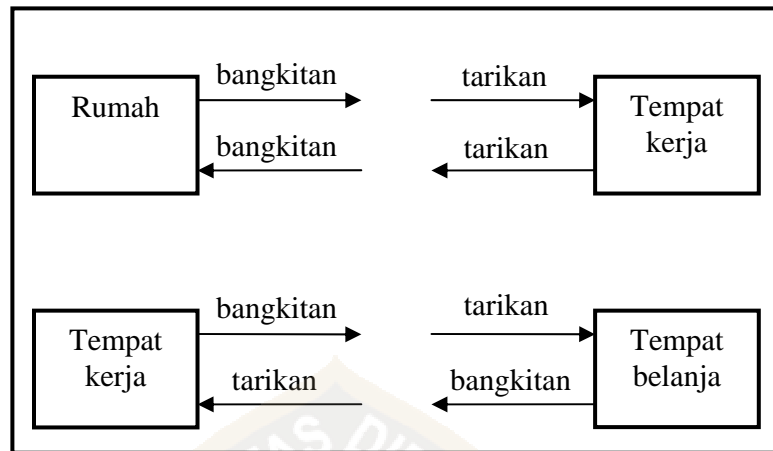 bangkitan
tarikan
Rumah
Tempat
kerja
bangkitan
tarikan
bangkitan
tarikan
Tempat
kerja
Tempat
belanja
tarikan
bangkitan